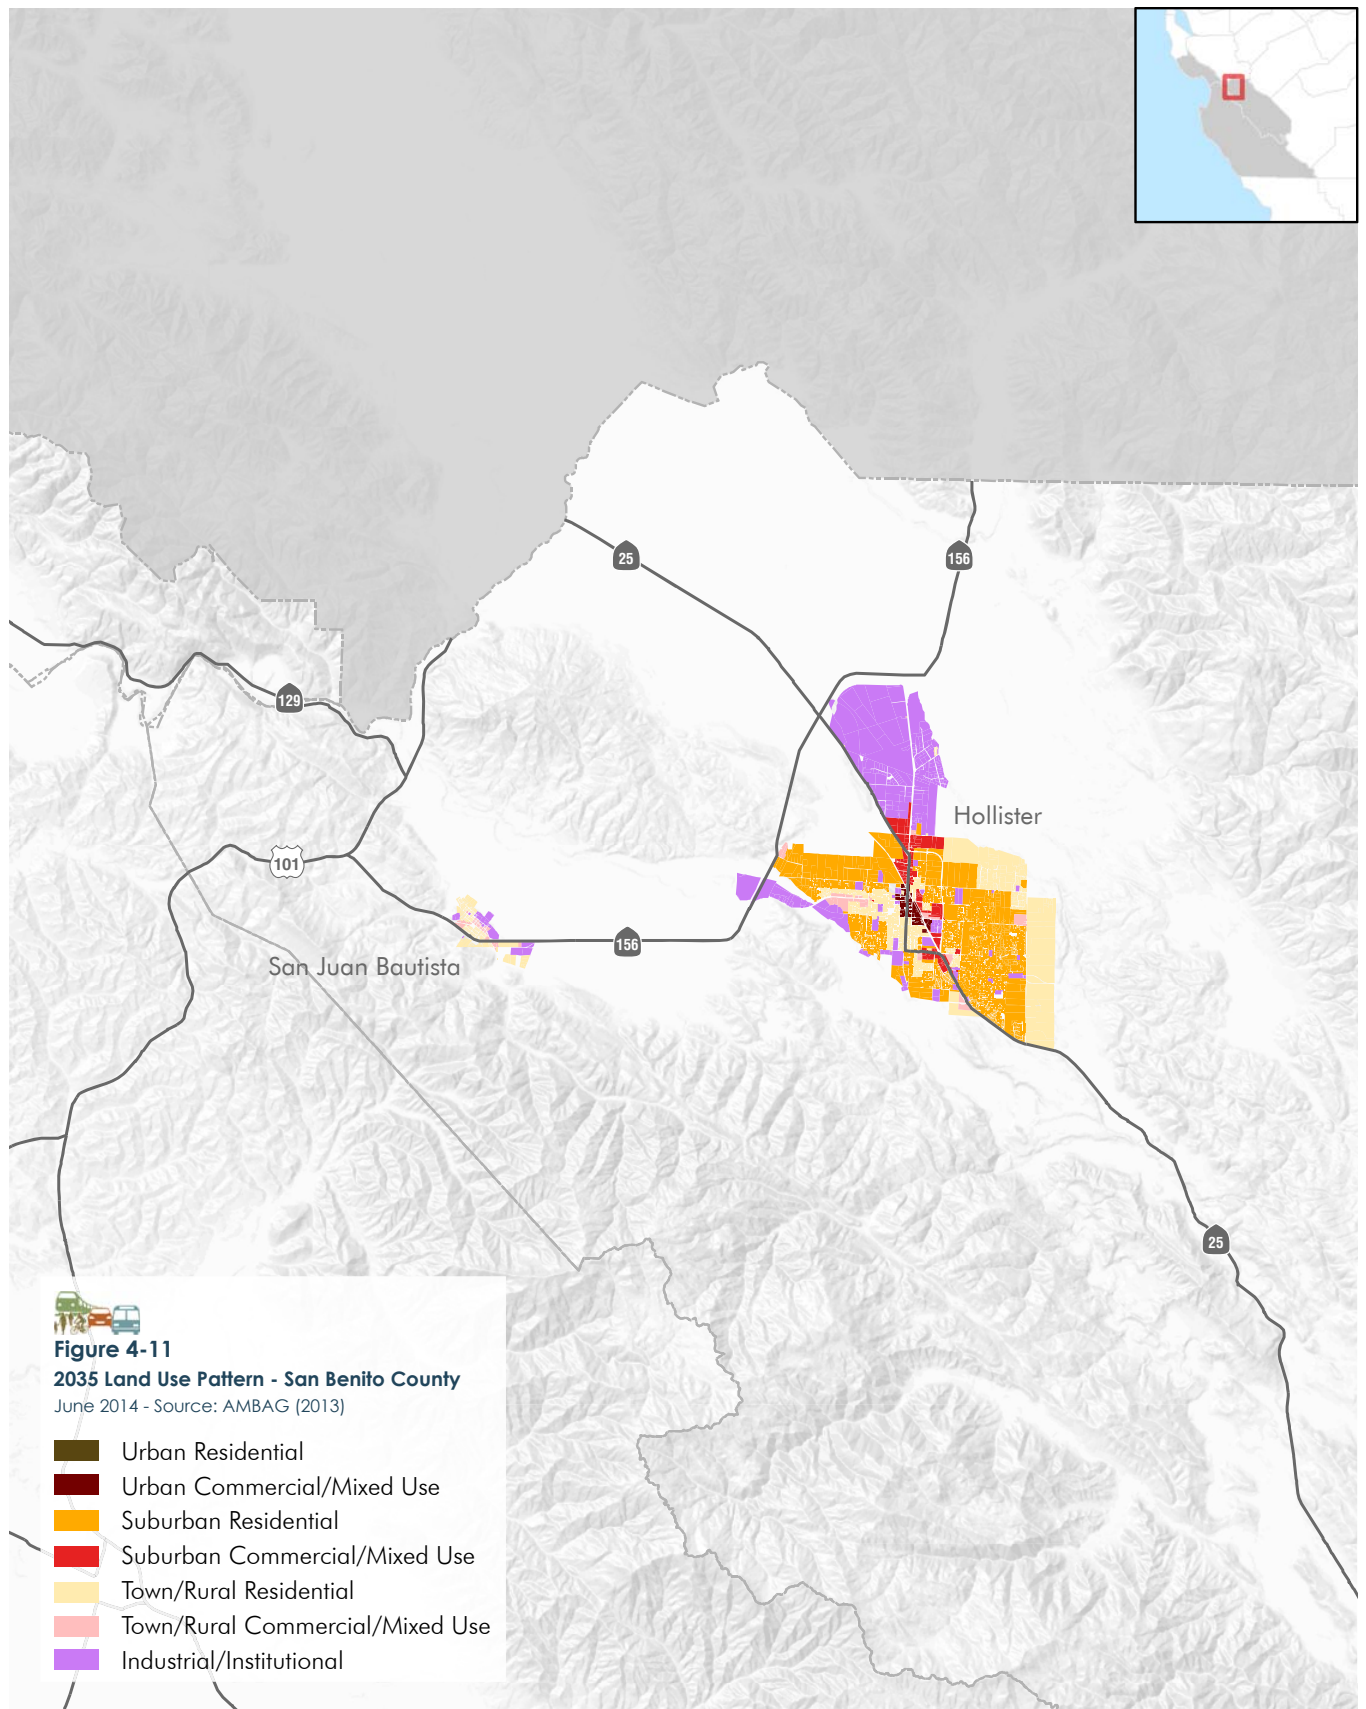 25
156
129
Hollister
101
156
San Juan Bautista
25
Figure 4-11
2035 Land Use Pattern - San Benito County
June 2014 - Source: AMBAG (2013)
Urban Residential
Urban Commercial/Mixed Use
Suburban Residential
Suburban Commercial/Mixed Use
Town/Rural Residential
Town/Rural Commercial/Mixed Use
Industrial/Institutional